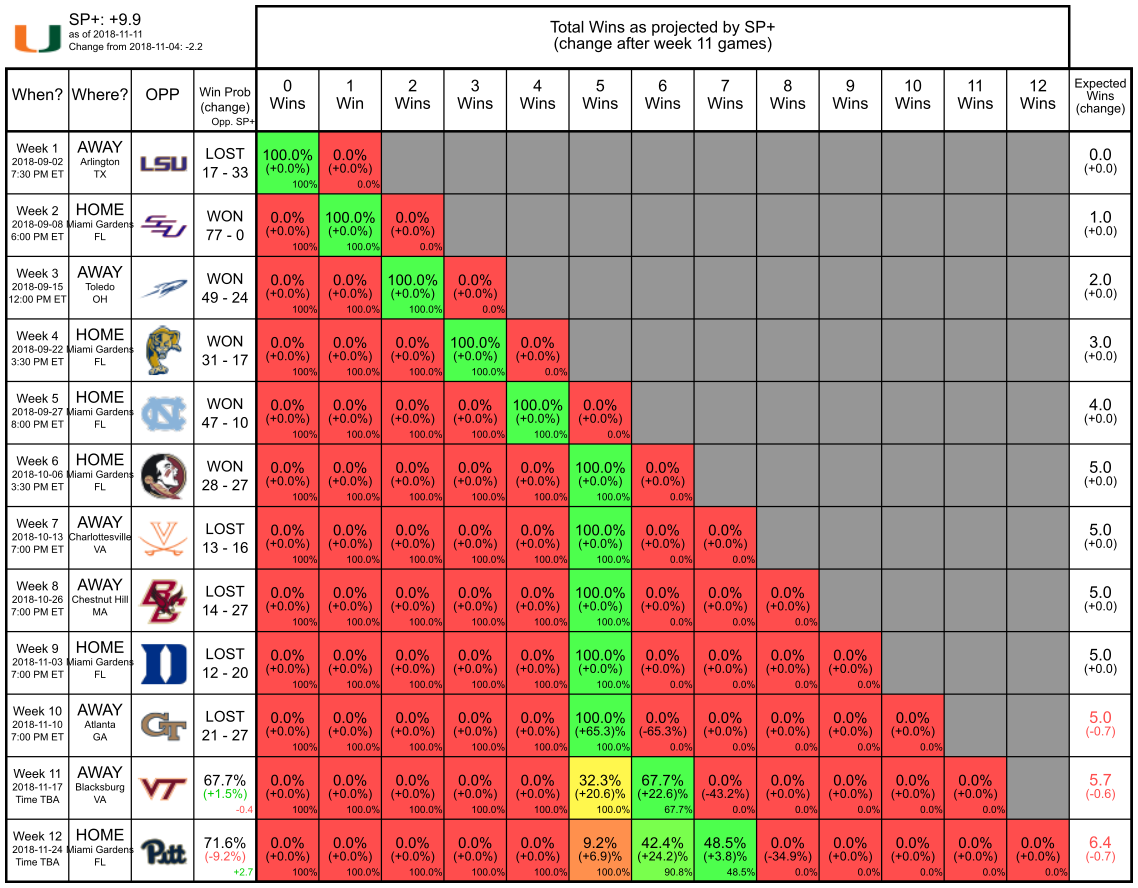 SP+: +9.9
as of 2018-11-11
Change from 2018-11-04: -2.2
Total Wins as projected by SP+
(change after week 11 games)
When? Where? OPP Win Prob (change) Opp. SP+ 0 Wins 1 Win 2 Wins 3 Wins 4 Wins 5 Wins 6 Wins 7 Wins 8 Wins 9 Wins 10 Wins 11 Wins 12 Wins Expected Wins (change)
Week 1 AWAY LSU LOST 100.0% 0.0% 0.0
2018-09-02 Arlington 17 - 33 (+0.0%) (+0.0%) (+0.0)
7:30 PM ET TX 100% 0.0%
Week 2 HOME WON 0.0% 100.0% 0.0% 1.0
2018-09-08 Miami Gardens 77 - 0 (+0.0%) (+0.0%) (+0.0%) (+0.0)
6:00 PM ET FL 100% 100.0% 0.0%
Week 3 AWAY WON 0.0% 0.0% 100.0% 0.0% 2.0
2018-09-15 Toledo 49 - 24 (+0.0%) (+0.0%) (+0.0%) (+0.0%) (+0.0)
12:00 PM ET OH 100% 100.0% 100.0% 0.0%
Week 4 HOME WON 0.0% 0.0% 0.0% 100.0% 0.0% 3.0
2018-09-22 Miami Gardens 31 - 17 (+0.0%) (+0.0%) (+0.0%) (+0.0%) (+0.0%) (+0.0)
3:30 PM ET FL 100% 100.0% 100.0% 100.0% 0.0%
Week 5 HOME NC WON 0.0% 0.0% 0.0% 0.0% 100.0% 0.0% 4.0
2018-09-27 Miami Gardens 47 - 10 (+0.0%) (+0.0%) (+0.0%) (+0.0%) (+0.0%) (+0.0%) (+0.0)
8:00 PM ET FL 100% 100.0% 100.0% 100.0% 100.0% 0.0%
Week 6 HOME WON 0.0% 0.0% 0.0% 0.0% 0.0% 100.0% 0.0% 5.0
2018-10-06 Miami Gardens 28 - 27 (+0.0%) (+0.0%) (+0.0%) (+0.0%) (+0.0%) (+0.0%) (+0.0%) (+0.0)
3:30 PM ET FL 100% 100.0% 100.0% 100.0% 100.0% 100.0% 0.0%
Week 7 AWAY V LOST 0.0% 0.0% 0.0% 0.0% 0.0% 100.0% 0.0% 0.0% 5.0
2018-10-13 Charlottesville 13 - 16 (+0.0%) (+0.0%) (+0.0%) (+0.0%) (+0.0%) (+0.0%) (+0.0%) (+0.0%) (+0.0)
7:00 PM ET VA 100% 100.0% 100.0% 100.0% 100.0% 100.0% 0.0% 0.0%
Week 8 AWAY BC LOST 0.0% 0.0% 0.0% 0.0% 0.0% 100.0% 0.0% 0.0% 0.0% 5.0
2018-10-26 Chestnut Hill 14 - 27 (+0.0%) (+0.0%) (+0.0%) (+0.0%) (+0.0%) (+0.0%) (+0.0%) (+0.0%) (+0.0%) (+0.0)
7:00 PM ET MA 100% 100.0% 100.0% 100.0% 100.0% 100.0% 0.0% 0.0% 0.0%
Week 9 HOME D LOST 0.0% 0.0% 0.0% 0.0% 0.0% 100.0% 0.0% 0.0% 0.0% 0.0% 5.0
2018-11-03 Miami Gardens 12 - 20 (+0.0%) (+0.0%) (+0.0%) (+0.0%) (+0.0%) (+0.0%) (+0.0%) (+0.0%) (+0.0%) (+0.0%) (+0.0)
7:00 PM ET FL 100% 100.0% 100.0% 100.0% 100.0% 100.0% 0.0% 0.0% 0.0% 0.0%
Week 10 AWAY GT LOST 0.0% 0.0% 0.0% 0.0% 0.0% 100.0% 0.0% 0.0% 0.0% 0.0% 0.0% 5.0
2018-11-10 Atlanta 21 - 27 (+0.0%) (+0.0%) (+0.0%) (+0.0%) (+0.0%) (+65.3)% (-65.3%) (+0.0%) (+0.0%) (+0.0%) (+0.0%) (-0.7)
7:00 PM ET GA 100% 100.0% 100.0% 100.0% 100.0% 100.0% 0.0% 0.0% 0.0% 0.0% 0.0%
Week 11 AWAY VT 67.7% 0.0% 0.0% 0.0% 0.0% 0.0% 32.3% 67.7% 0.0% 0.0% 0.0% 0.0% 0.0% 5.7
2018-11-17 Blacksburg (+1.5%) (+0.0%) (+0.0%) (+0.0%) (+0.0%) (+0.0%) (+20.6)% (+22.6)% (-43.2%) (+0.0%) (+0.0%) (+0.0%) (+0.0%) (-0.6)
Time TBA VA -0.4 100% 100.0% 100.0% 100.0% 100.0% 100.0% 67.7% 0.0% 0.0% 0.0% 0.0% 0.0%
Week 12 HOME Pitt 71.6% 0.0% 0.0% 0.0% 0.0% 0.0% 9.2% 42.4% 48.5% 0.0% 0.0% 0.0% 0.0% 0.0% 6.4
2018-11-24 Miami Gardens (-9.2%) (+0.0%) (+0.0%) (+0.0%) (+0.0%) (+0.0%) (+6.9)% (+24.2)% (+3.8)% (-34.9%) (+0.0%) (+0.0%) (+0.0%) (+0.0%) (-0.7)
Time TBA FL +2.7 100% 100.0% 100.0% 100.0% 100.0% 100.0% 90.8% 48.5% 0.0% 0.0% 0.0% 0.0% 0.0%